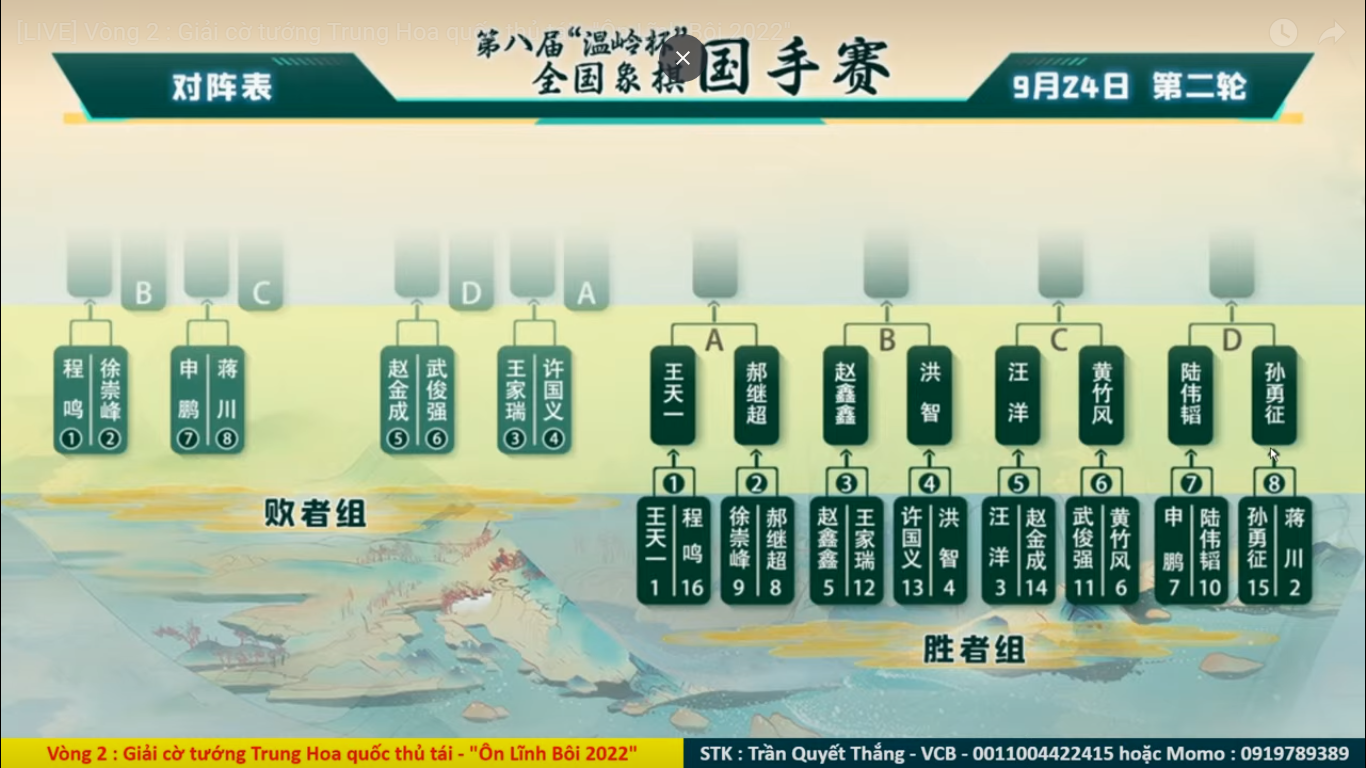 [LIVE] Vòng 2 : Giải cờ tướng Trung Hoa quốc thủ tái - "Ôn Lĩnh Bôi 2022"
第八届“温岭杯”
全国象棋
国手赛
对阵表
9月24日 第二轮
B
C
D
A
A
B
C
D
程鸣
①
徐崇峰
②
申鹏
⑦
蒋川
⑧
赵金成
⑤
武俊强
⑥
王家瑞
③
许国义
④
王天一
郝继超
赵鑫鑫
洪智
汪洋
黄竹风
陆伟韬
孙勇征
①
②
③
④
⑤
⑥
⑦
⑧
王天一
1
程鸣
16
徐崇峰
9
郝继超
8
赵鑫鑫
5
王家瑞
12
许国义
13
洪智
4
汪洋
3
赵金成
14
武俊强
11
黄竹风
6
申鹏
7
陆伟韬
10
孙勇征
15
蒋川
2
败者组
胜者组
Vòng 2 : Giải cờ tướng Trung Hoa quốc thủ tái - "Ôn Lĩnh Bôi 2022"
STK : Trần Quyết Thắng - VCB - 0011004422415 hoặc Momo : 0919789389